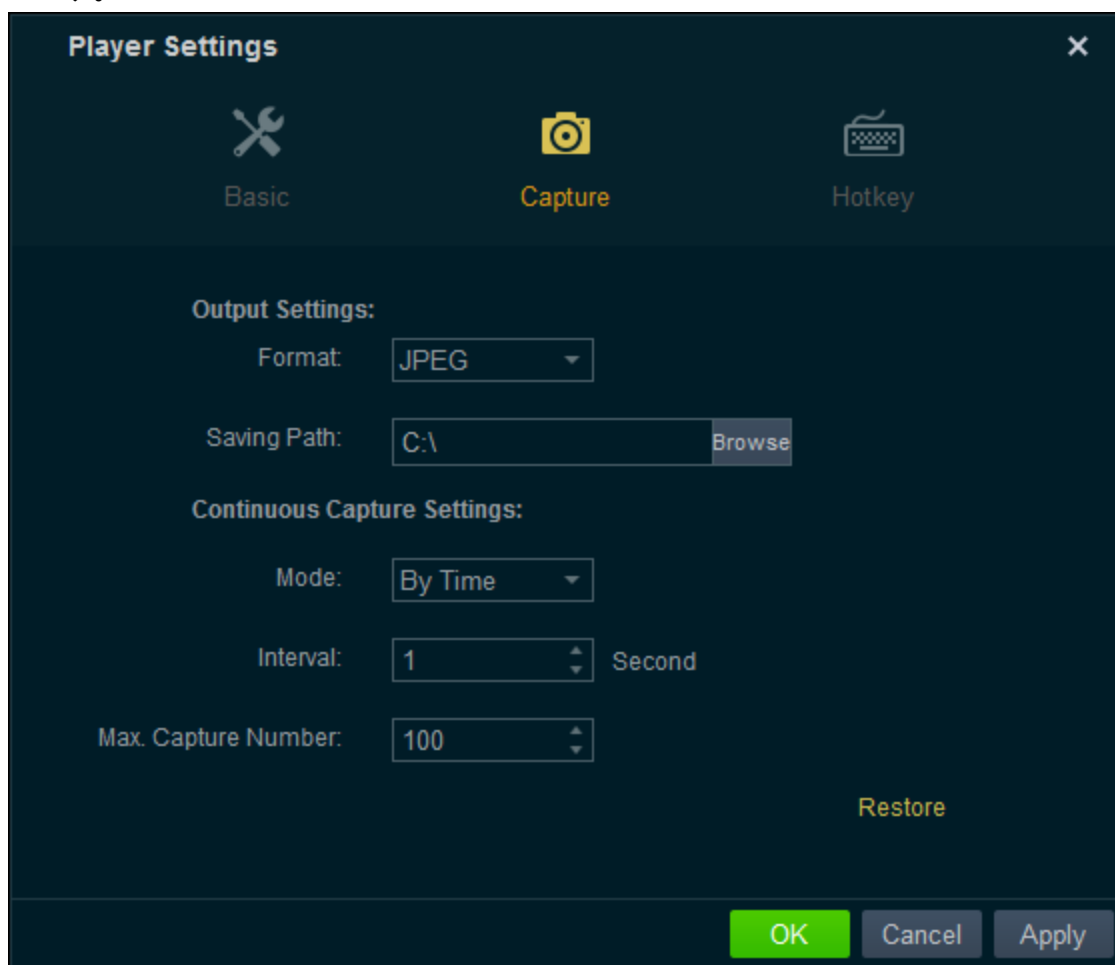 Player Settings
Basic Capture Hotkey
Output Settings:
Format: JPEG
Saving Path: C:\ Browse
Continuous Capture Settings:
Mode: By Time
Interval: 1 Second
Max. Capture Number: 100
Restore
OK Cancel Apply